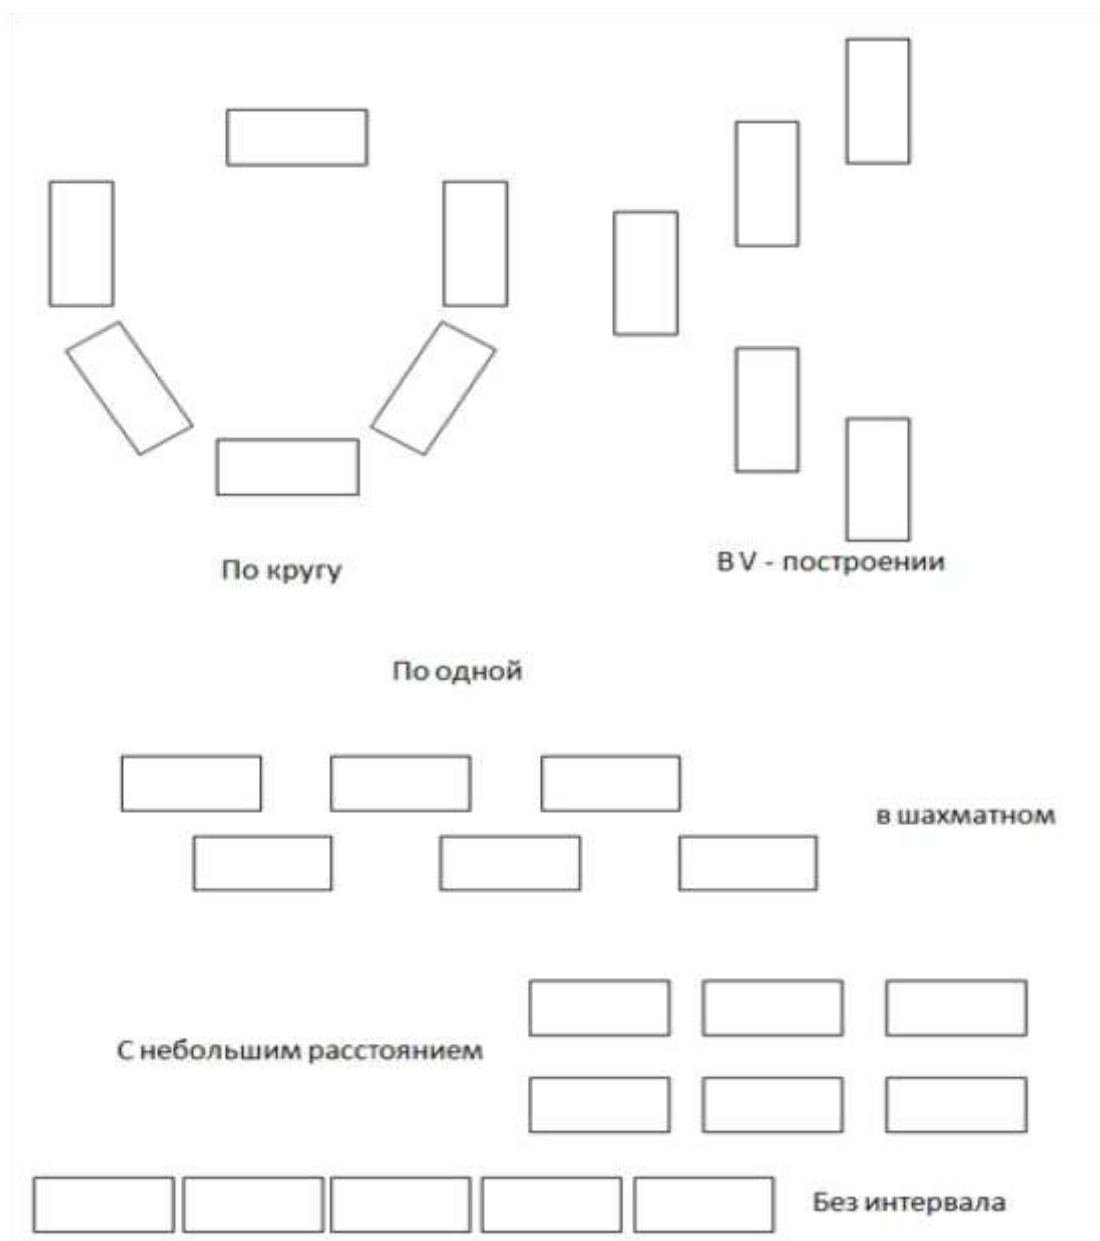 По кругу
В V - построении
По одной
в шахматном
С небольшим расстоянием
Без интервала